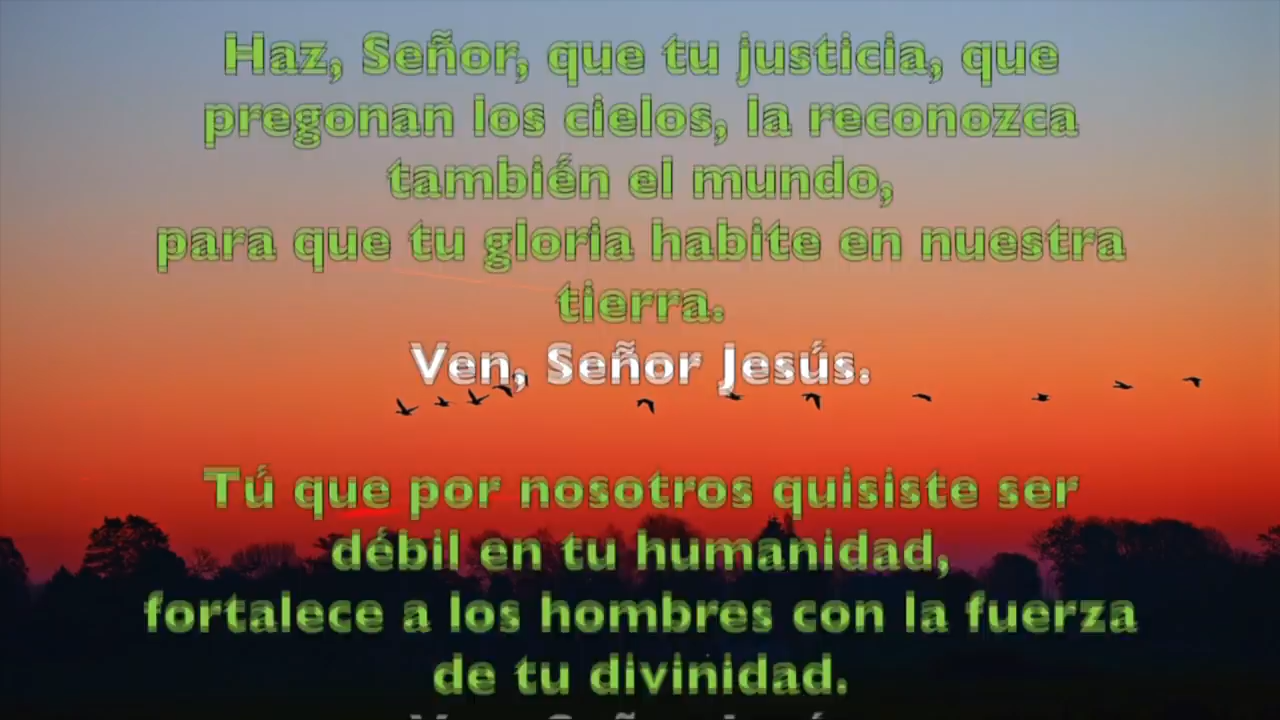 Haz, Señor, que tu justicia, que
pregonan los cielos, la reconozca
también el mundo,
para que tu gloria habite en nuestra
tierra.
Ven, Señor Jesús.
Tú que por nosotros quisiste ser
débil en tu humanidad,
fortalece a los hombres con la fuerza
de tu divinidad.